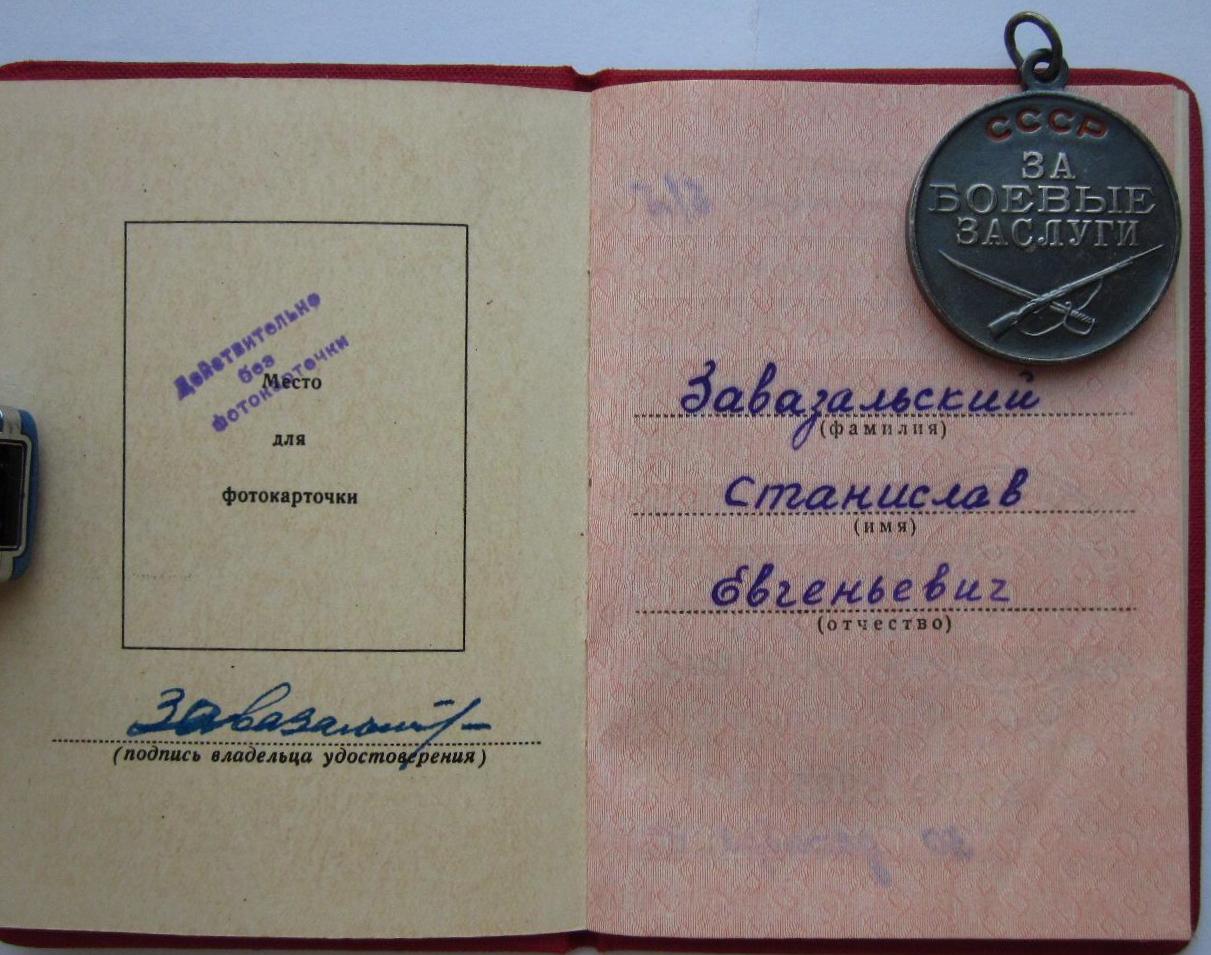 Действительно
без
фотокарточки
Место
для
фотокарточки
(подпись владельца удостоверения)
СССР
ЗА
БОЕВЫЕ
ЗАСЛУГИ
Завазальский
(фамилия)
Станислав
(имя)
Евгеньевич
(отчество)